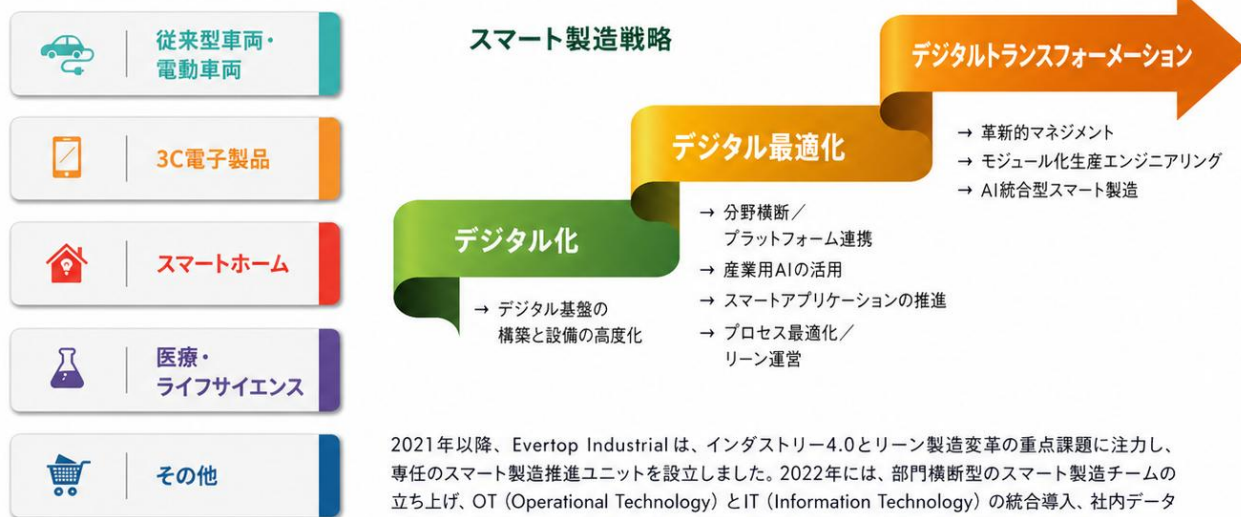 従来型車両・
電動車両
3C電子製品
スマートホーム
医療・
ライフサイエンス
その他
スマート製造戦略
デジタル化
→ デジタル基盤の
構築と設備の高度化
デジタル最適化
→ 分野横断／
プラットフォーム連携
→ 産業用AIの活用
→ スマートアプリケーションの推進
→ プロセス最適化／
リーン運営
デジタルトランスフォーメーション
→ 革新的マネジメント
→ モジュール化生産エンジニアリング
→ AI統合型スマート製造
2021年以降、Evertop Industrial は、インダストリー4.0とリーン製造変革の重点課題に注力し、
専任のスマート製造推進ユニットを設立しました。2022年には、部門横断型のスマート製造チームの
立ち上げ、OT（Operational Technology）とIT（Information Technology）の統合導入、社内データ